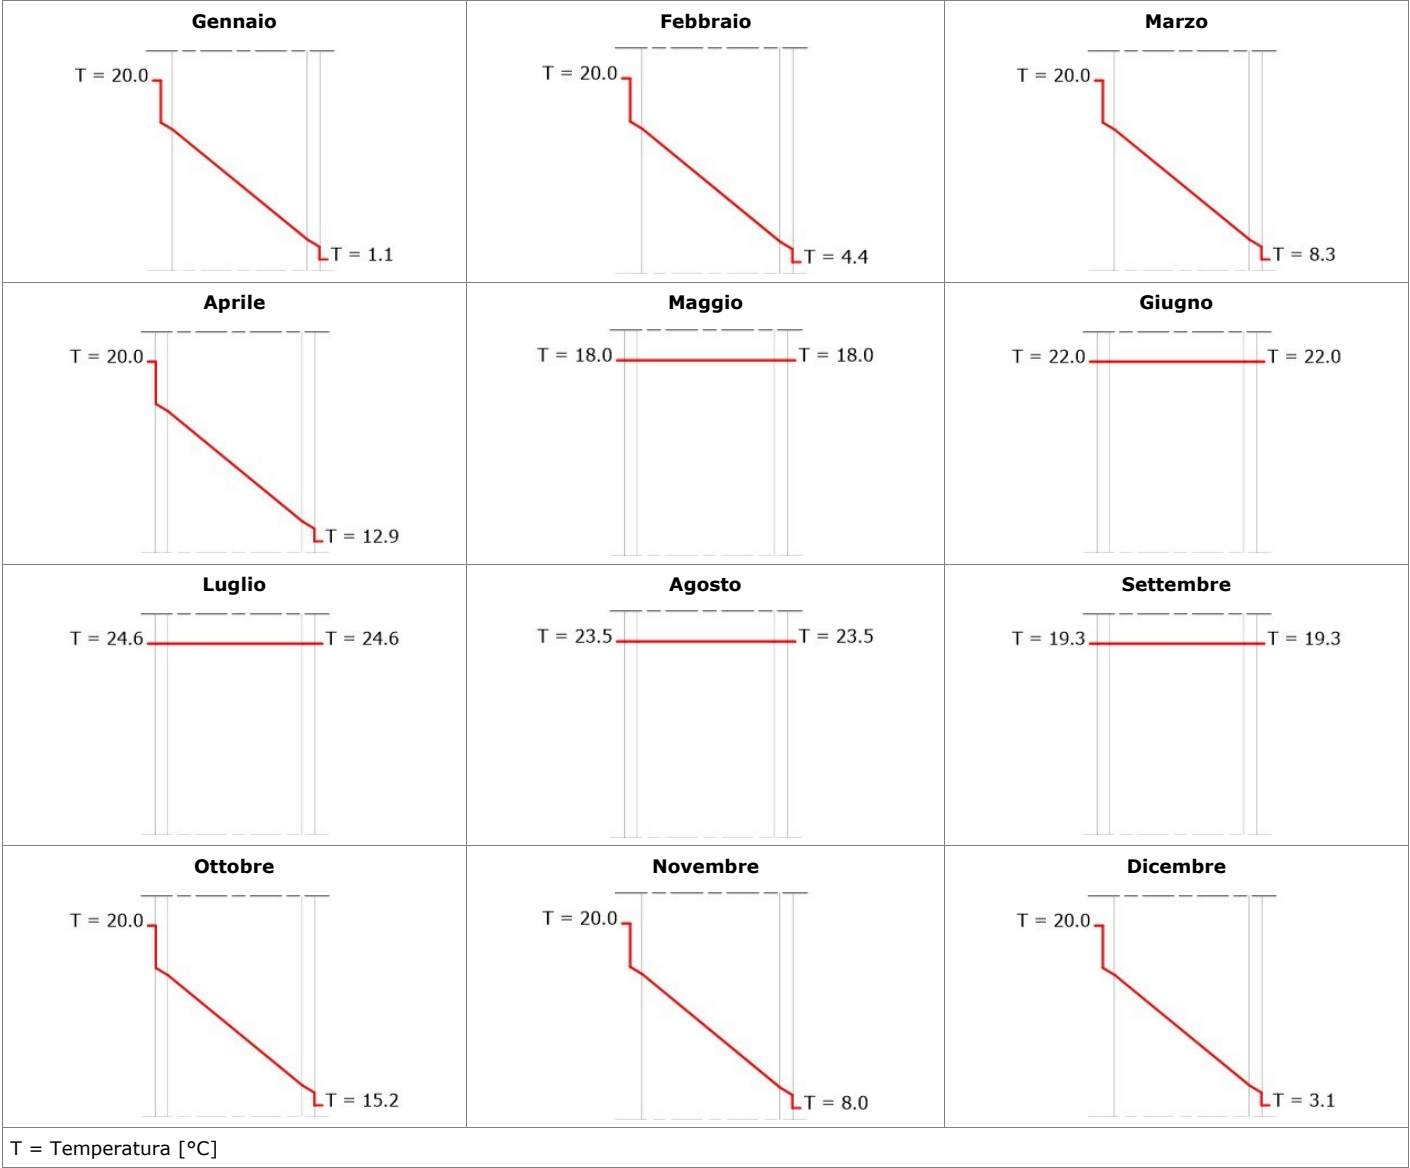 Gennaio
T = 20.0
T = 1.1
Febbraio
T = 20.0
T = 4.4
Marzo
T = 20.0
T = 8.3
Aprile
T = 20.0
T = 12.9
Maggio
T = 18.0
T = 18.0
Giugno
T = 22.0
T = 22.0
Luglio
T = 24.6
T = 24.6
Agosto
T = 23.5
T = 23.5
Settembre
T = 19.3
T = 19.3
Ottobre
T = 20.0
T = 15.2
Novembre
T = 20.0
T = 8.0
Dicembre
T = 20.0
T = 3.1
T = Temperatura [°C]